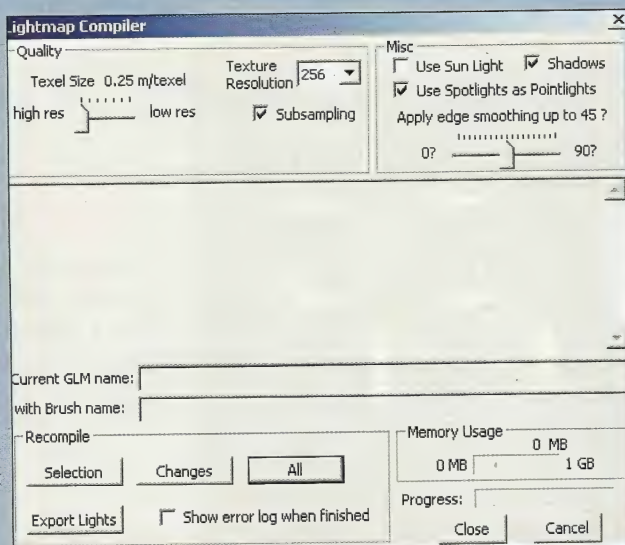 Lightmap Compiler
Quality
Texel Size 0.25 m/texel
high res
low res
Texture
Resolution
256
Subsampling
Misc
Use Sun Light
Shadows
Use Spotlights as Pointlights
Apply edge smoothing up to 45 ?
0?
90?
Current GLM name:
with Brush name:
Recompile
Selection
Changes
All
Export Lights
Show error log when finished
Memory Usage
0 MB
0 MB
1 GB
Progress:
Close
Cancel